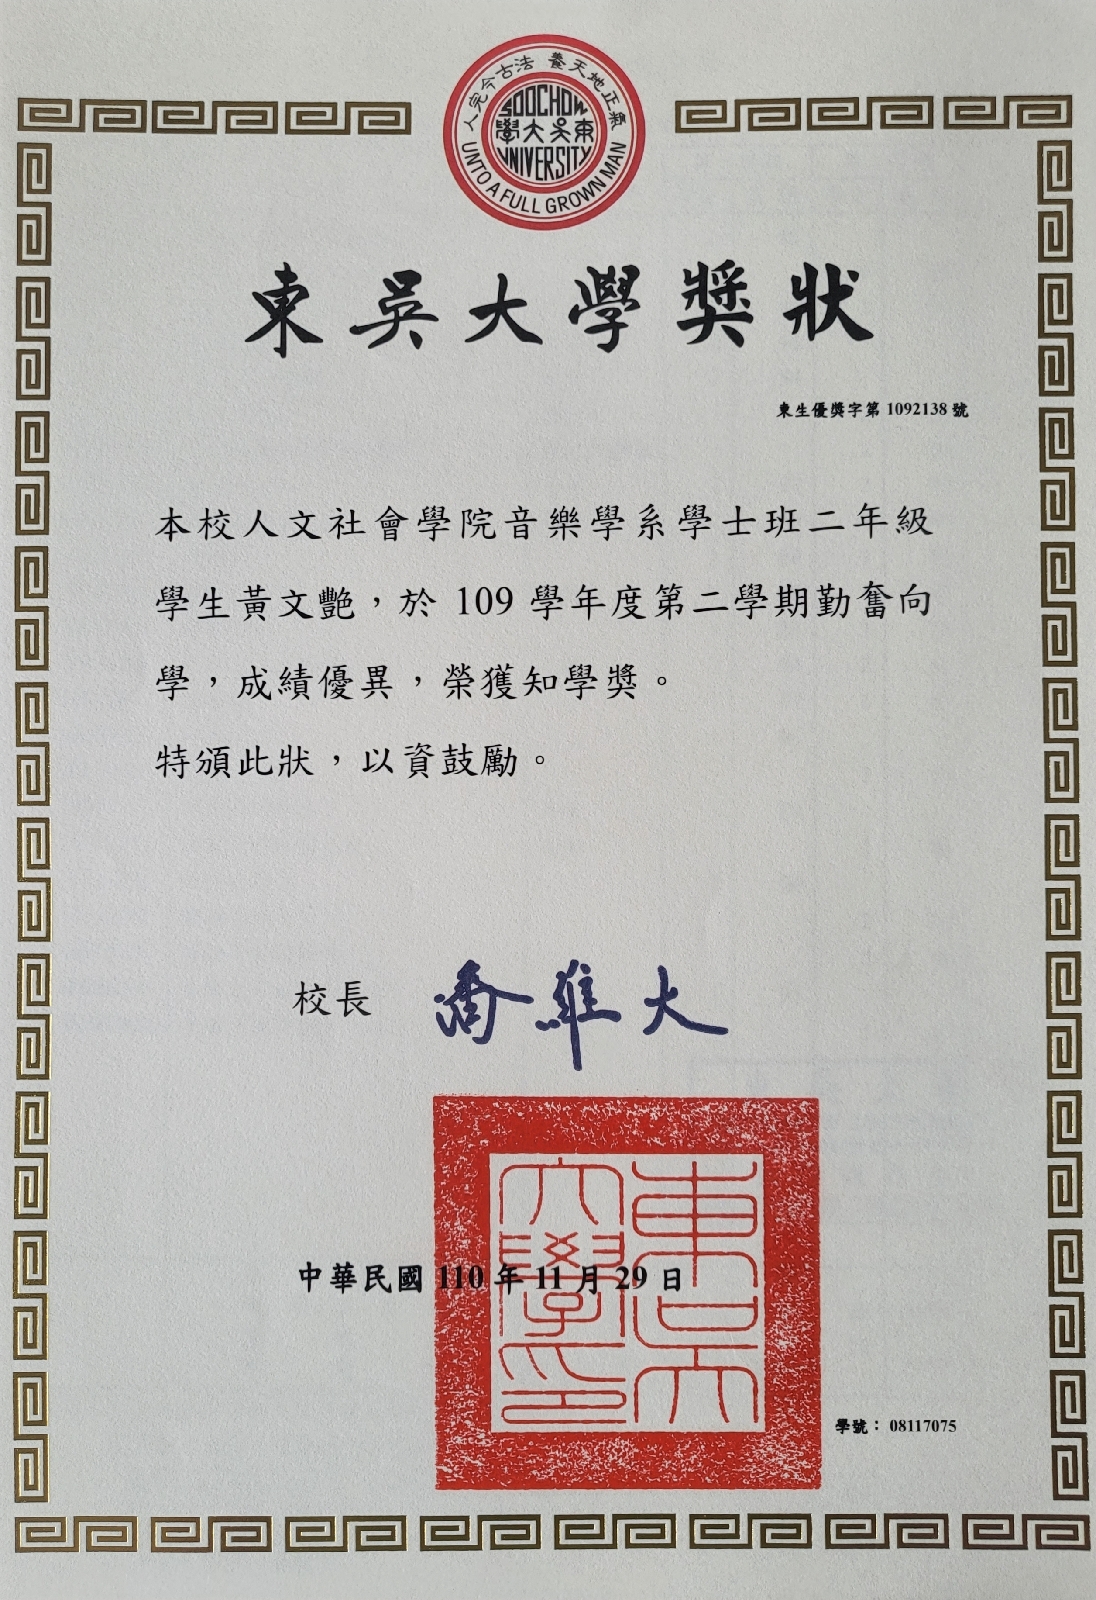 養天地正氣 法古今完人
SOOCHOW
東吳大學
UNIVERSITY
UNTO A FULL GROWN MAN
東吳大學獎狀
東生優獎字第 1092138 號
本校人文社會學院音樂學系學士班二年級
學生黃文艷，於 109 學年度第二學期勤奮向
學，成績優異，榮獲知學獎。
特頒此狀，以資鼓勵。
校長 潘維大
東吳大學印
中華民國 110 年 11 月 29 日
學號：08117075